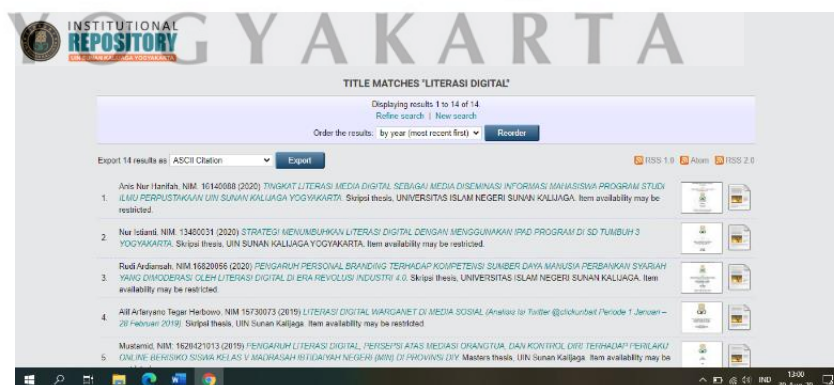 YOGYAKARTA
INSTITUTIONAL
REPOSITORY
UIN SUNAN KALIJAGA YOGYAKARTA
TITLE MATCHES "LITERASI DIGITAL"
Displaying results 1 to 14 of 14.
Refine search | New search
Order the results: by year (most recent first) Reorder
Export 14 results as ASCII Citation Export RSS 1.0 Atom RSS 2.0
Anis Nur Hanifah, NIM. 16140088 (2020) TINGKAT LITERASI MEDIA DIGITAL SEBAGAI MEDIA DISEMINASI INFORMASI MAHASISWA PROGRAM STUDI
1. ILMU PERPUSTAKAAN UIN SUNAN KALIJAGA YOGYAKARTA. Skripsi thesis, UNIVERSITAS ISLAM NEGERI SUNAN KALIJAGA. Item availability may be
restricted.
2. Nur Istianti, NIM. 13480031 (2020) STRATEGI MENUMBUHKAN LITERASI DIGITAL DENGAN MENGGUNAKAN IPAD PROGRAM DI SD TUMBUH 3
YOGYAKARTA. Skripsi thesis, UIN SUNAN KALIJAGA YOGYAKARTA. Item availability may be restricted.
Rudi Ardiansah, NIM.16820056 (2020) PENGARUH PERSONAL BRANDING TERHADAP KOMPETENSI SUMBER DAYA MANUSIA PERBANKAN SYARIAH
3. YANG DIMODERASI OLEH LITERASI DIGITAL DI ERA REVOLUSI INDUSTRI 4.0. Skripsi thesis, UNIVERSITAS ISLAM NEGERI SUNAN KALIJAGA. Item
availability may be restricted.
4. Alif Artaryano Tegar Herbowo, NIM 15730073 (2019) LITERASI DIGITAL WARGANET DI MEDIA SOSIAL (Analisis Isi Twitter @clickunbait Periode 1 Januari –
28 Februari 2019). Skripsi thesis, UIN Sunan Kalijaga. Item availability may be restricted.
Mustamid, NIM: 1620421013 (2019) PENGARUH LITERASI DIGITAL, PERSEPSI ATAS MEDIASI ORANGTUA, DAN KONTROL DIRI TERHADAP PERILAKU
5. ONLINE BERISIKO SISWA KELAS V MADRASAH IBTIDAIYAH NEGERI (MIN) DI PROVINSI DIY. Masters thesis, UIN Sunan Kalijaga. Item availability may be
IND 13:00